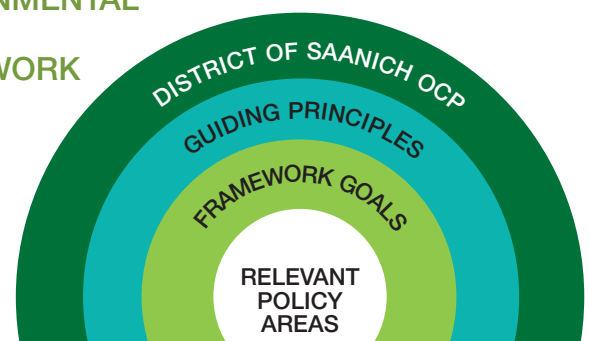 NMENTAL
WORK
DISTRICT OF SAANICH OCP
GUIDING PRINCIPLES
FRAMEWORK GOALS
RELEVANT
POLICY
AREAS